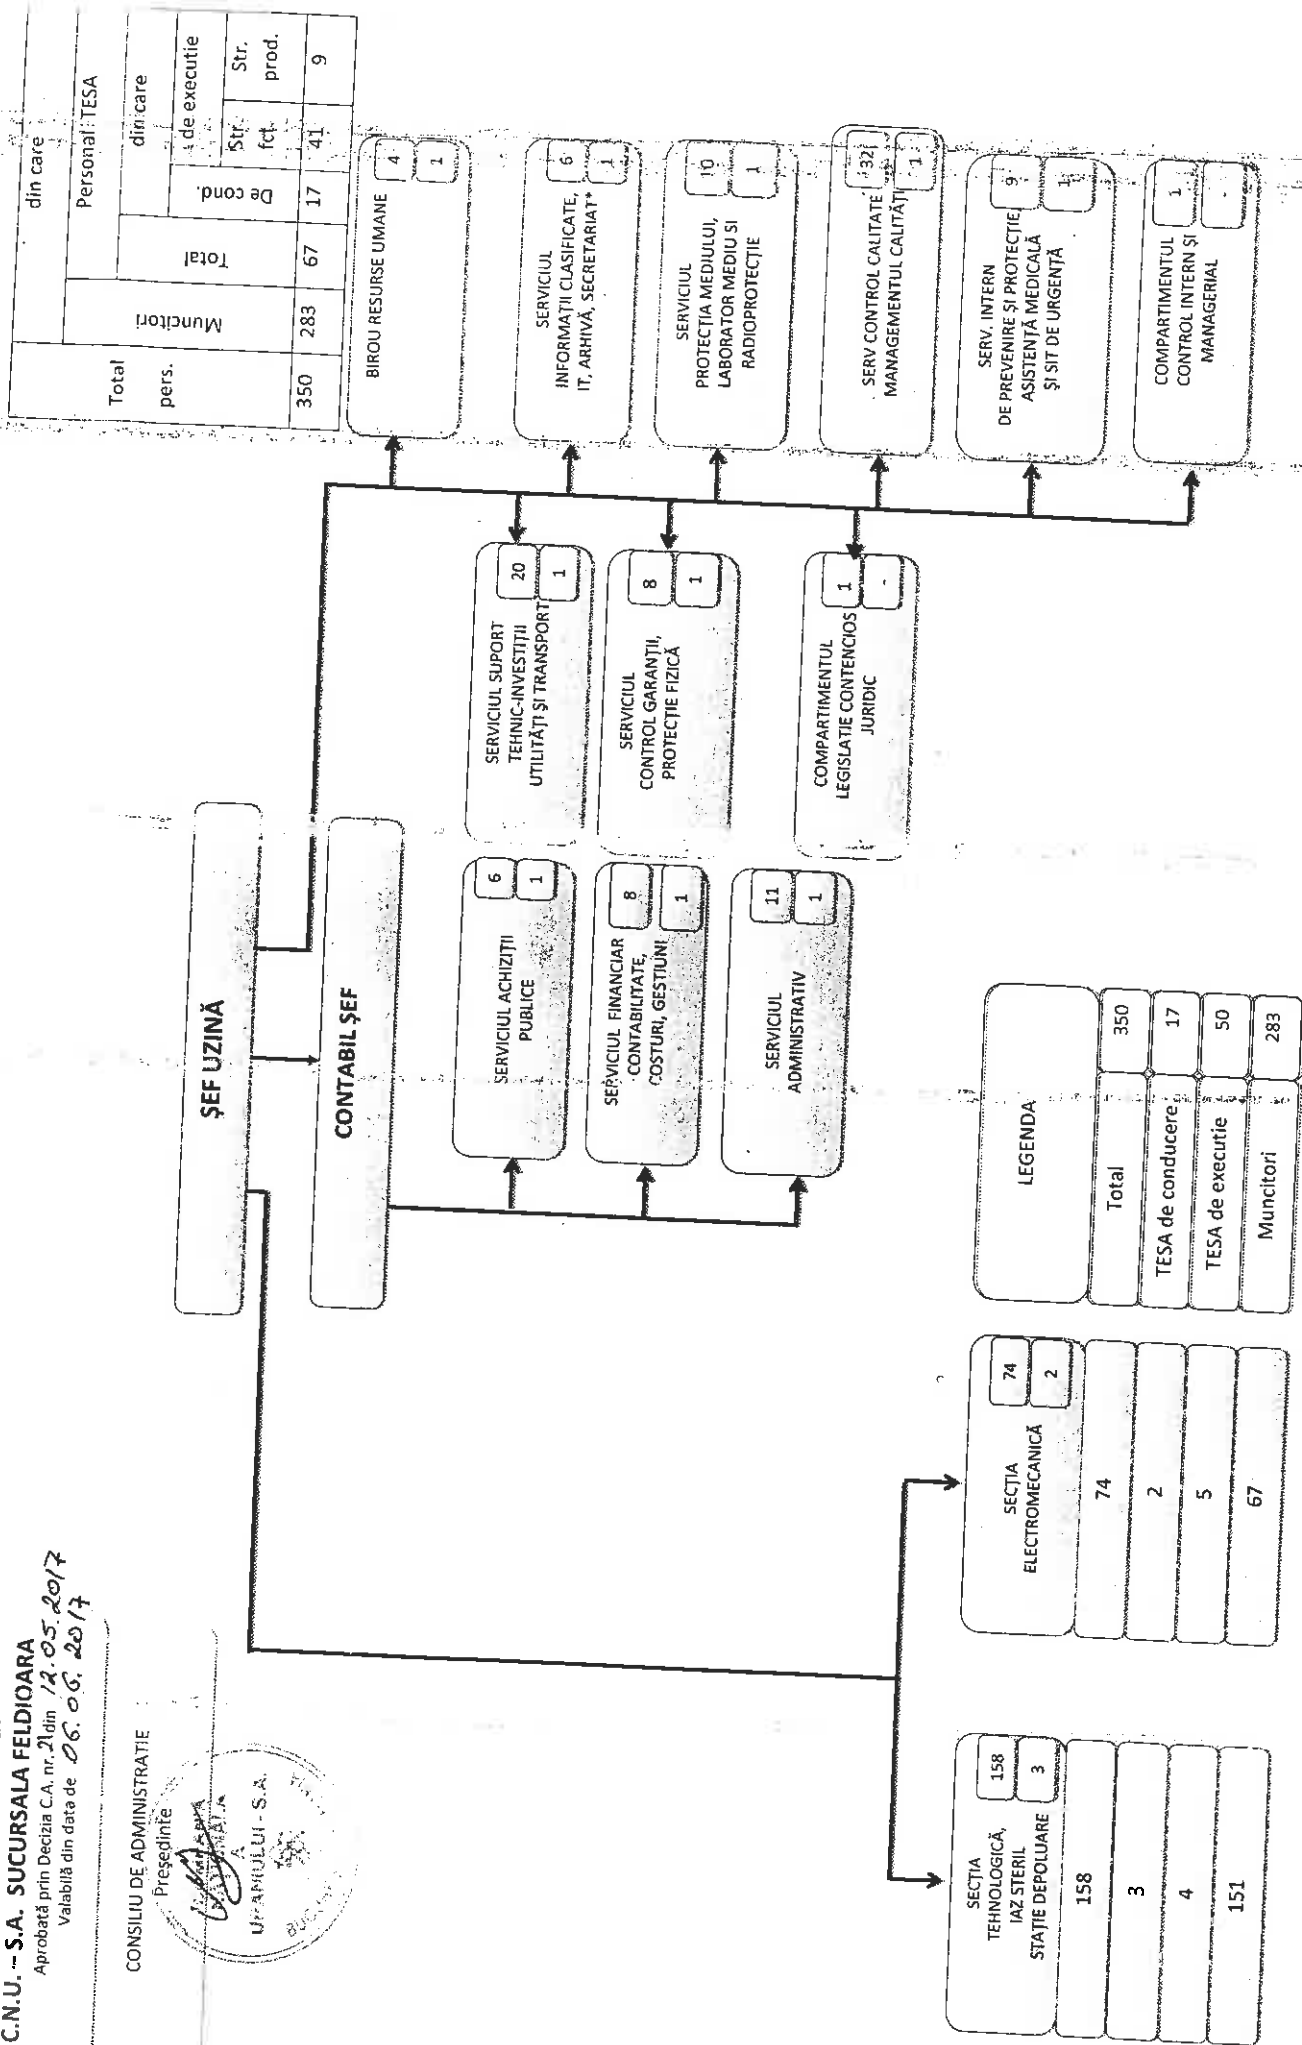 C.N.U. – S.A. SUCURSALA FELDIOARA
Aprobată prin Decizia C.A. nr. 21 din 12.05.2017
Valabilă din data de 06.06.2017
CONSILIU DE ADMINISTRATIE
Președinte
URANIULUI - S.A.
Total
pers.
din care
Muncitori
Personal TESA
Total
din care
De cond.
de executie
Str.
fct.
Str.
prod.
350
283
67
17
41
9
ȘEF UZINĂ
CONTABIL ȘEF
BIROU RESURSE UMANE
4
1
SERVICIUL
INFORMAȚII CLASIFICATE,
IT, ARHIVĂ, SECRETARIAT*
6
1
SERVICIUL
PROTECȚIA MEDIULUI,
LABORATOR MEDIU SI
RADIOPROTECȚIE
10
1
SERV CONTROL CALITATE
MANAGEMENTUL CALITĂȚI
32
1
SERV. INTERN
DE PREVENIRE ȘI PROTECȚIE,
ASISTENȚĂ MEDICALĂ
ȘI SIT DE URGENȚĂ
9
1
COMPARTIMENTUL
CONTROL INTERN ȘI
MANAGERIAL
1
-
SERVICIUL SUPORT
TEHNIC-INVESTIȚII
UTILITĂȚI ȘI TRANSPORT
20
1
SERVICIUL
CONTROL GARANȚII,
PROTECȚIE FIZICĂ
8
1
COMPARTIMENTUL
LEGISLATIE CONTENCIOS
JURIDIC
1
-
SERVICIUL ACHIZIȚII
PUBLICE
6
1
SERVICIUL FINANCIAR
CONTABILITATE,
COSTURI, GESTIUNI
8
1
SERVICIUL
ADMINISTRATIV
11
1
SECȚIA
TEHNOLOGICĂ,
IAZ STERIL
STAȚIE DEPOLUARE
158
3
158
3
4
151
SECȚIA
ELECTROMECANICĂ
74
2
74
2
5
67
LEGENDA
Total
350
TESA de conducere
17
TESA de executie
50
Muncitori
283